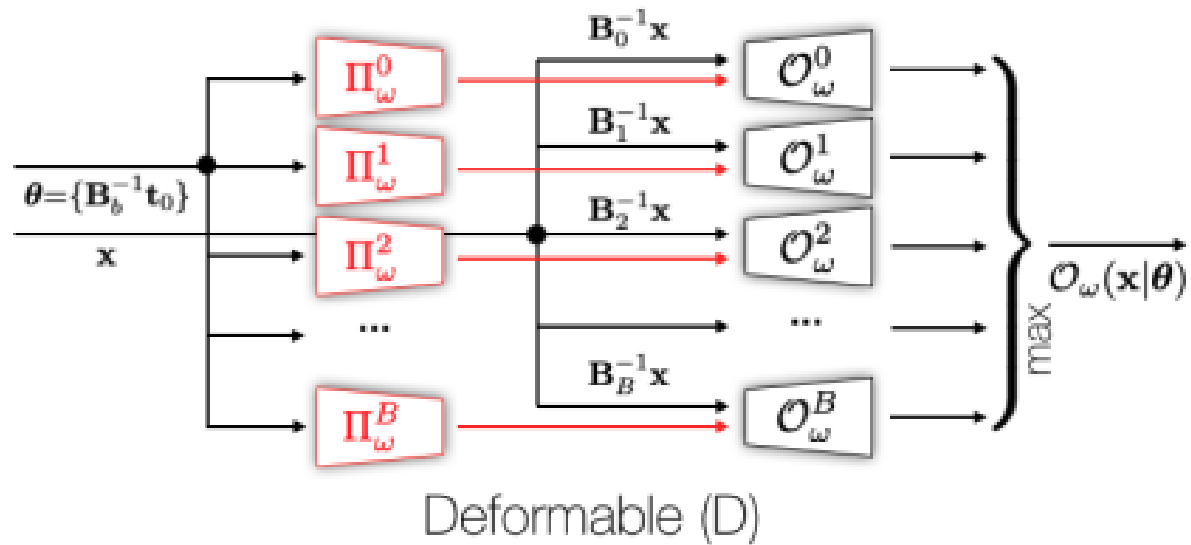 B₀⁻¹x
Π⁰_ω
𝒪⁰_ω
B₁⁻¹x
Π¹_ω
𝒪¹_ω
θ={B_b⁻¹t₀}
B₂⁻¹x
x
Π²_ω
𝒪²_ω
𝒪_ω(x|θ)
...
...
max
B_B⁻¹x
Π^B_ω
𝒪^B_ω
Deformable (D)